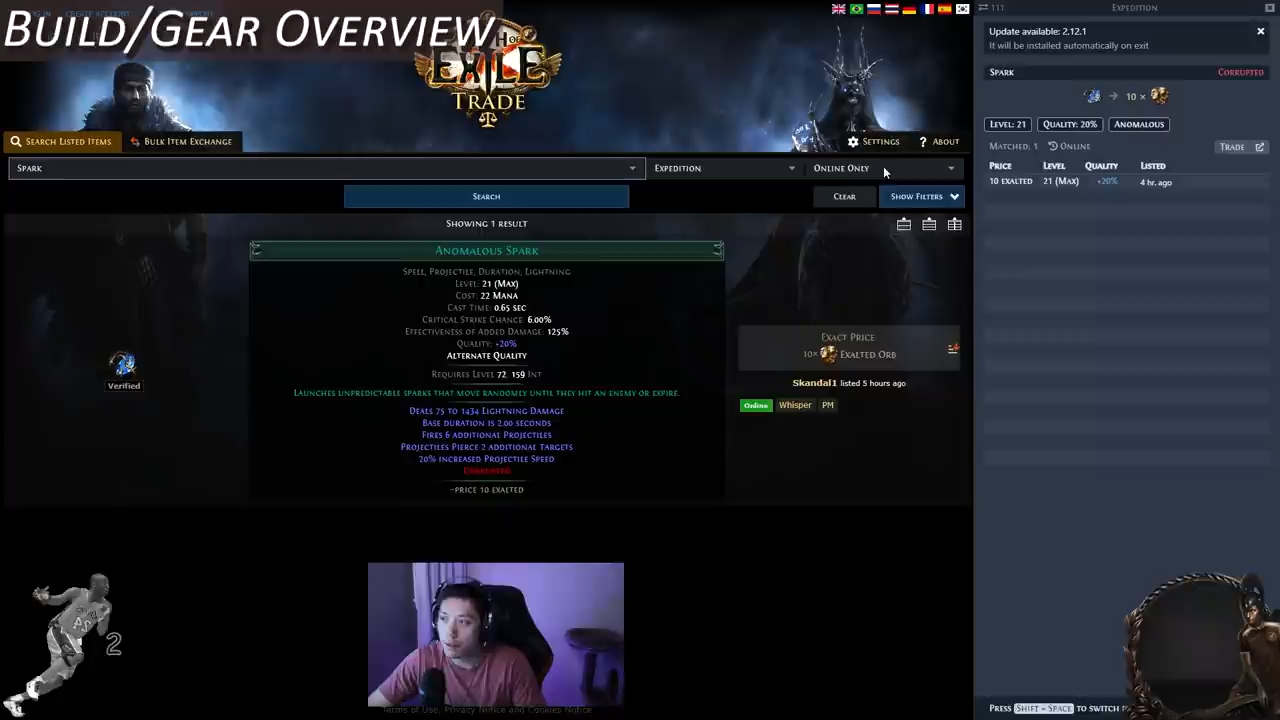 Build/Gear Overview
EXILE
TRADE
Search Listed Items
Bulk Item Exchange
Settings
? About
Spark
Expedition
Online Only
Search
Clear
Show Filters
Showing 1 result
Anomalous Spark
Spell, Projectile, Duration, Lightning
Level: 21 (Max)
Cost: 22 Mana
Cast Time: 0.65 sec
Critical Strike Chance: 6.00%
Effectiveness of Added Damage: 125%
Quality: +20%
Alternate Quality
Requires Level 72, 159 Int
Launches unpredictable sparks that move randomly until they hit an enemy or expire.
Deals 75 to 1434 Lightning Damage
Base duration is 2.00 seconds
Fires 6 additional Projectiles
Projectiles Pierce 2 additional Targets
20% increased Projectile Speed
Corrupted
~price 10 exalted
Verified
Exact Price
10× Exalted Orb
Skandal1 listed 5 hours ago
Online Whisper PM
2
Terms of Use, Privacy Notice and Cookies Notice
111
Expedition
Update available: 2.12.1
It will be installed automatically on exit
Spark
Corrupted
10 ×
Level: 21
Quality: 20%
Anomalous
Matched: 1
Online
Trade
Price Level Quality Listed
10 exalted 21 (Max) +20% 4 hr. ago
Press Shift + Space to switch